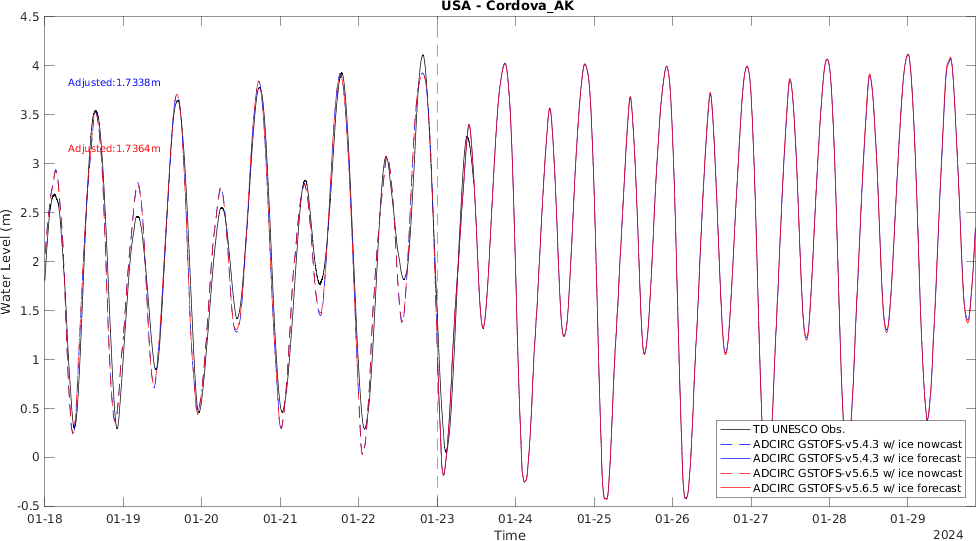 USA - Cordova_AK
4.5
4
3.5
3
2.5
2
1.5
1
0.5
0
-0.5
Water Level (m)
Adjusted:1.7338m
Adjusted:1.7364m
TD UNESCO Obs.
ADCIRC GSTOFS-v5.4.3 w/ ice nowcast
ADCIRC GSTOFS-v5.4.3 w/ ice forecast
ADCIRC GSTOFS-v5.6.5 w/ ice nowcast
ADCIRC GSTOFS-v5.6.5 w/ ice forecast
01-18 01-19 01-20 01-21 01-22 01-23 01-24 01-25 01-26 01-27 01-28 01-29
Time
2024